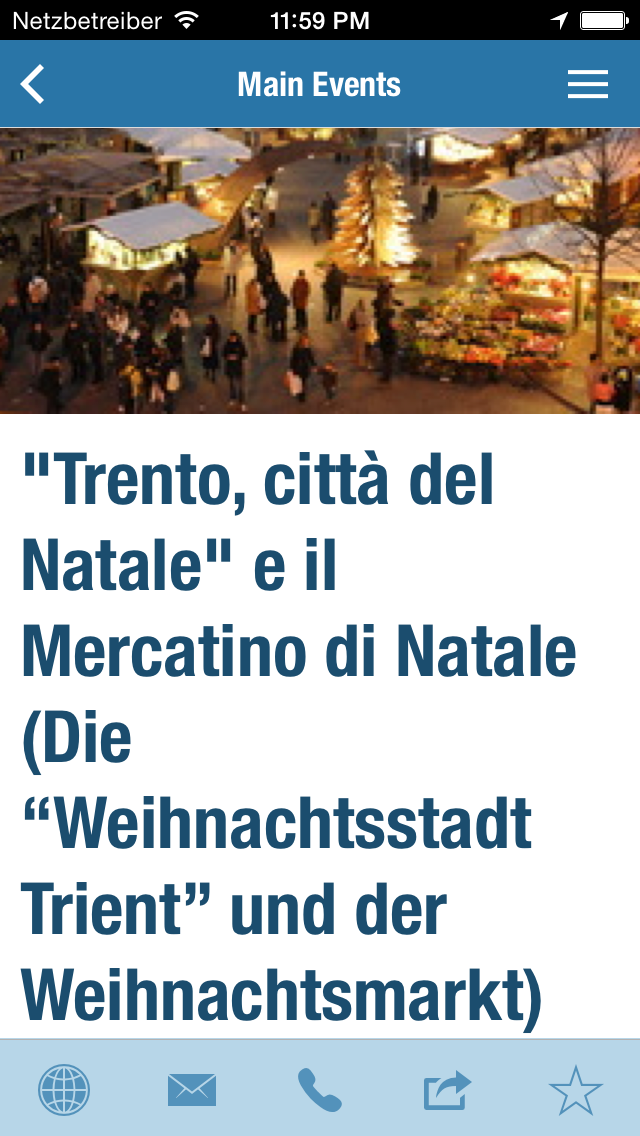 Netzbetreiber 11:59 PM
Main Events
"Trento, città del
Natale" e il
Mercatino di Natale
(Die
“Weihnachtsstadt
Trient” und der
Weihnachtsmarkt)